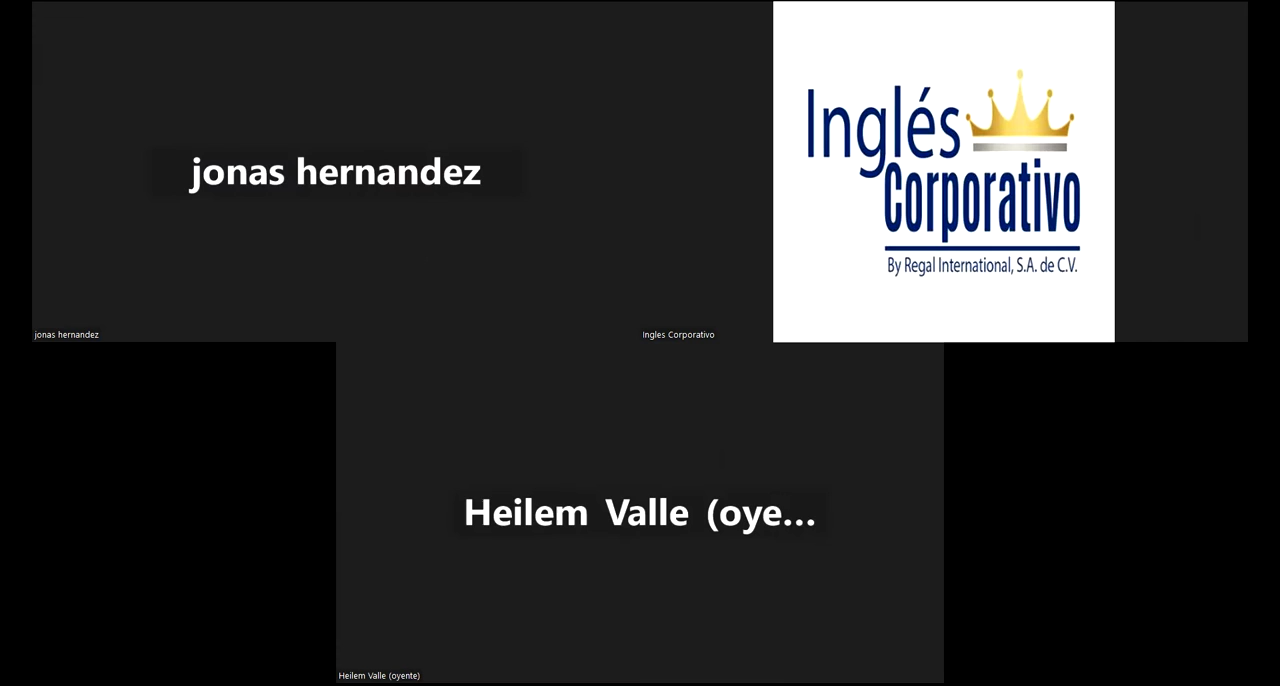 jonas hernandez
Inglés
Corporativo
By Regal International, S.A. de C.V.
jonas hernandez
Ingles Corporativo
Heilem Valle (oye...
Heilem Valle (oyente)